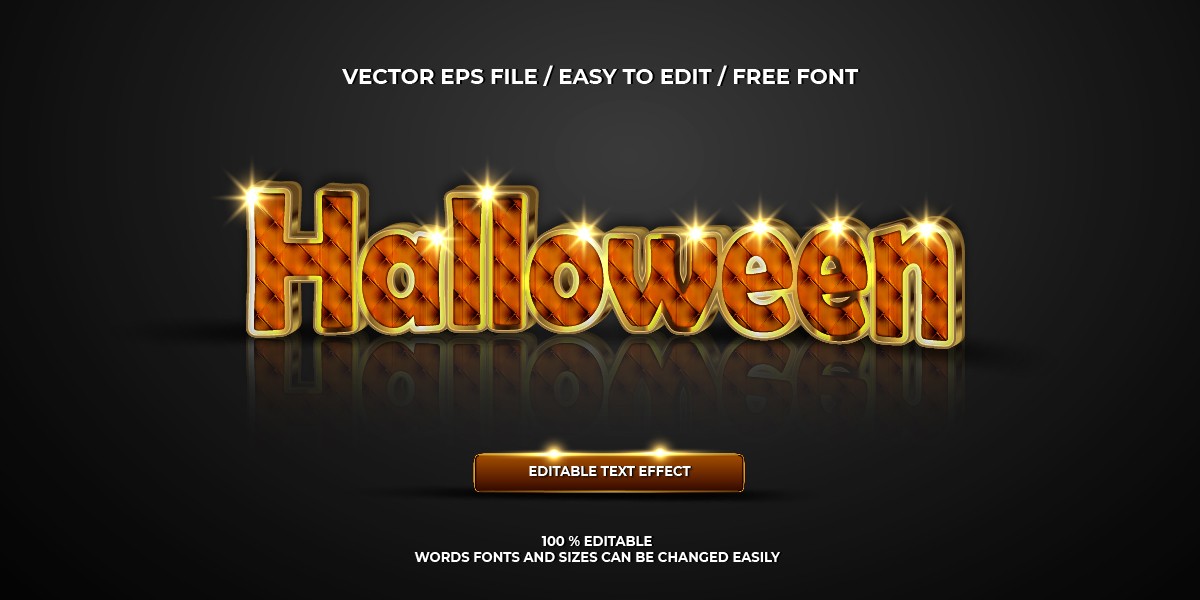 VECTOR EPS FILE / EASY TO EDIT / FREE FONT
Halloween
EDITABLE TEXT EFFECT
100 % EDITABLE
WORDS FONTS AND SIZES CAN BE CHANGED EASILY